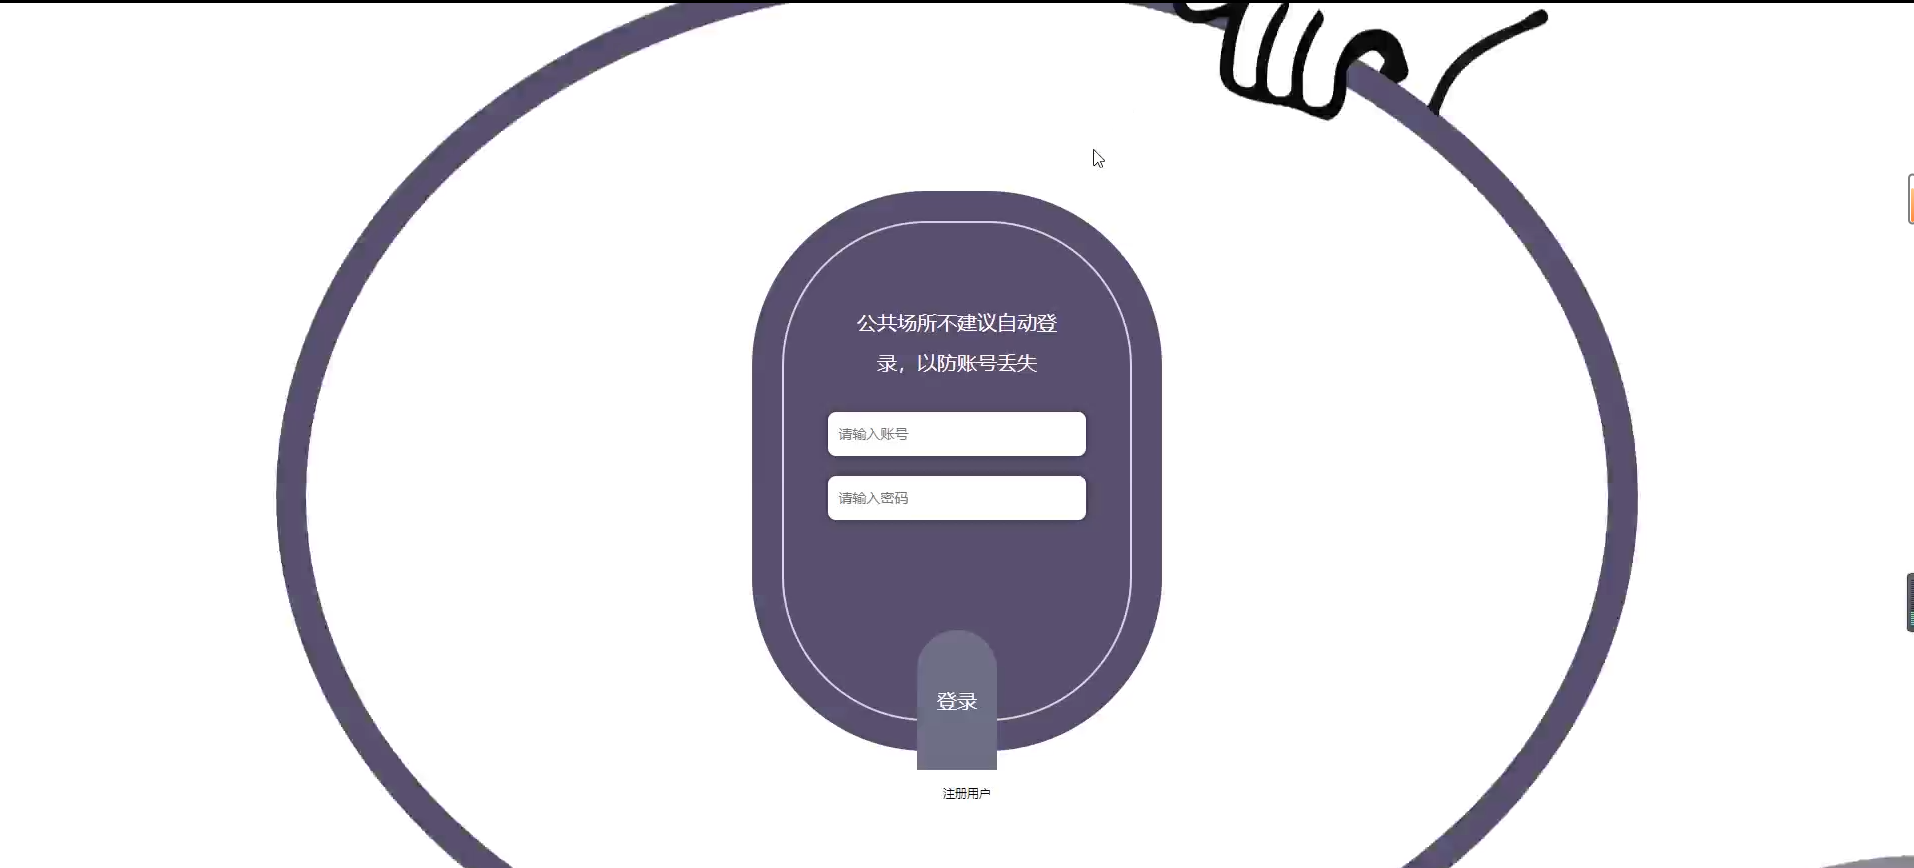 公共场所不建议自动登
录，以防账号丢失
请输入账号
请输入密码
登录
注册用户